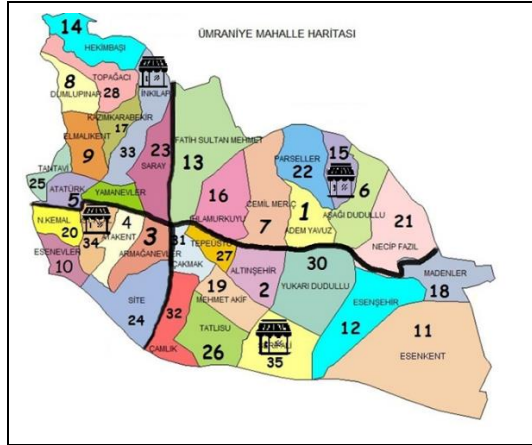 ÜMRANİYE MAHALLE HARİTASI
14
HEKİMBAŞI
8
DUMLUPINAR
TOPAĞACI
28
İNKILAP
KAZIMKARABEKİR
17
ELMALIKENT
9
33
23
SARAY
FATİH SULTAN MEHMET
13
PARSELLER
22
15
TANTAVİ
25
ATATÜRK
5
YAMANEVLER
16
IHLAMURKUYU
CEMİL MERİÇ
7
1
ADEM YAVUZ
6
AŞAĞI DUDULLU
21
NECİP FAZIL
N.KEMAL
20
34
4
ATAKENT
3
ARMAĞANEVLER
31
ÇAKMAK
TEPEÜSTÜ
27
ALTINŞEHİR
2
30
YUKARI DUDULLU
MADENLER
18
ESENEVLER
10
SİTE
24
32
ÇAMLIK
19
MEHMET AKİF
TATLISU
26
35
ESENŞEHİR
12
11
ESENKENT